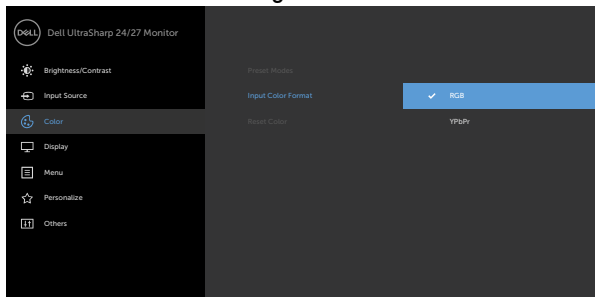 DELL Dell UltraSharp 24/27 Monitor
Brightness/Contrast
Input Source
Color
Display
Menu
Personalize
Others
Preset Modes
Input Color Format
Reset Color
RGB
YPbPr